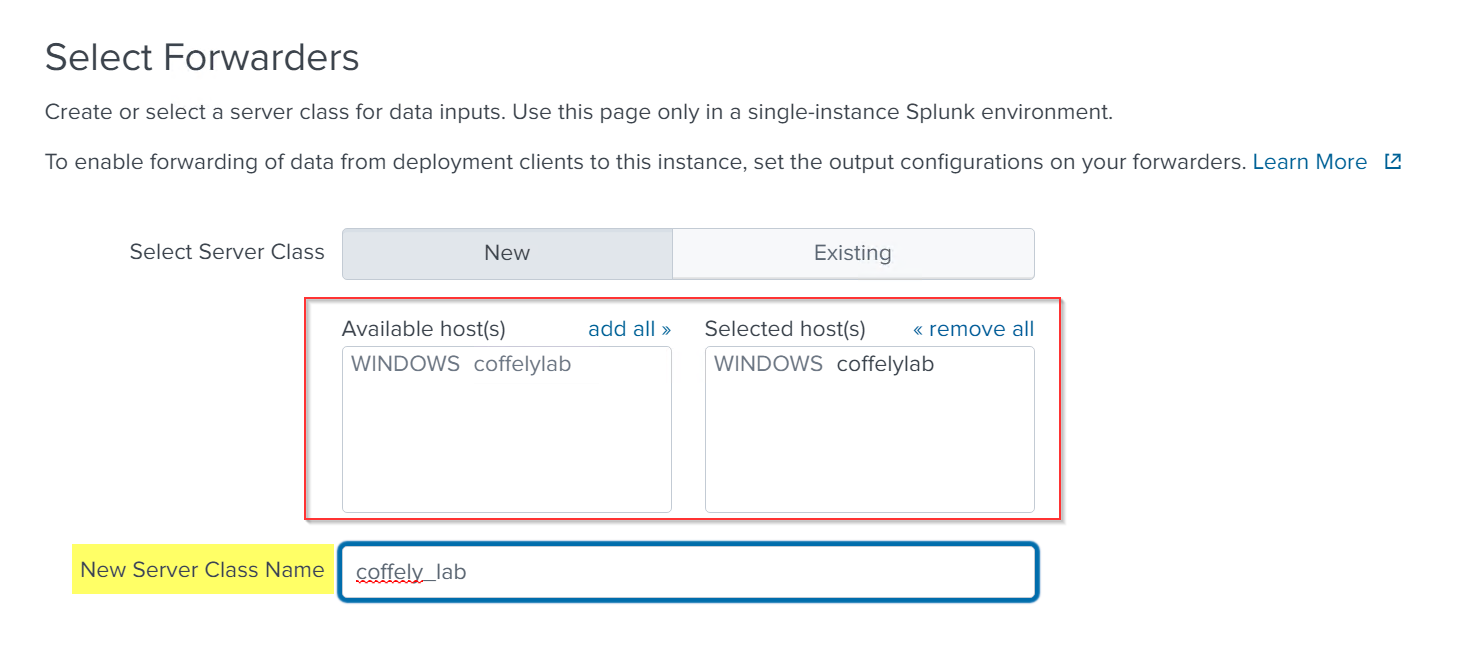 Select Forwarders
Create or select a server class for data inputs. Use this page only in a single-instance Splunk environment.
To enable forwarding of data from deployment clients to this instance, set the output configurations on your forwarders. Learn More
Select Server Class New Existing
Available host(s) add all » Selected host(s) « remove all
WINDOWS coffelylab WINDOWS coffelylab
New Server Class Name coffely_lab